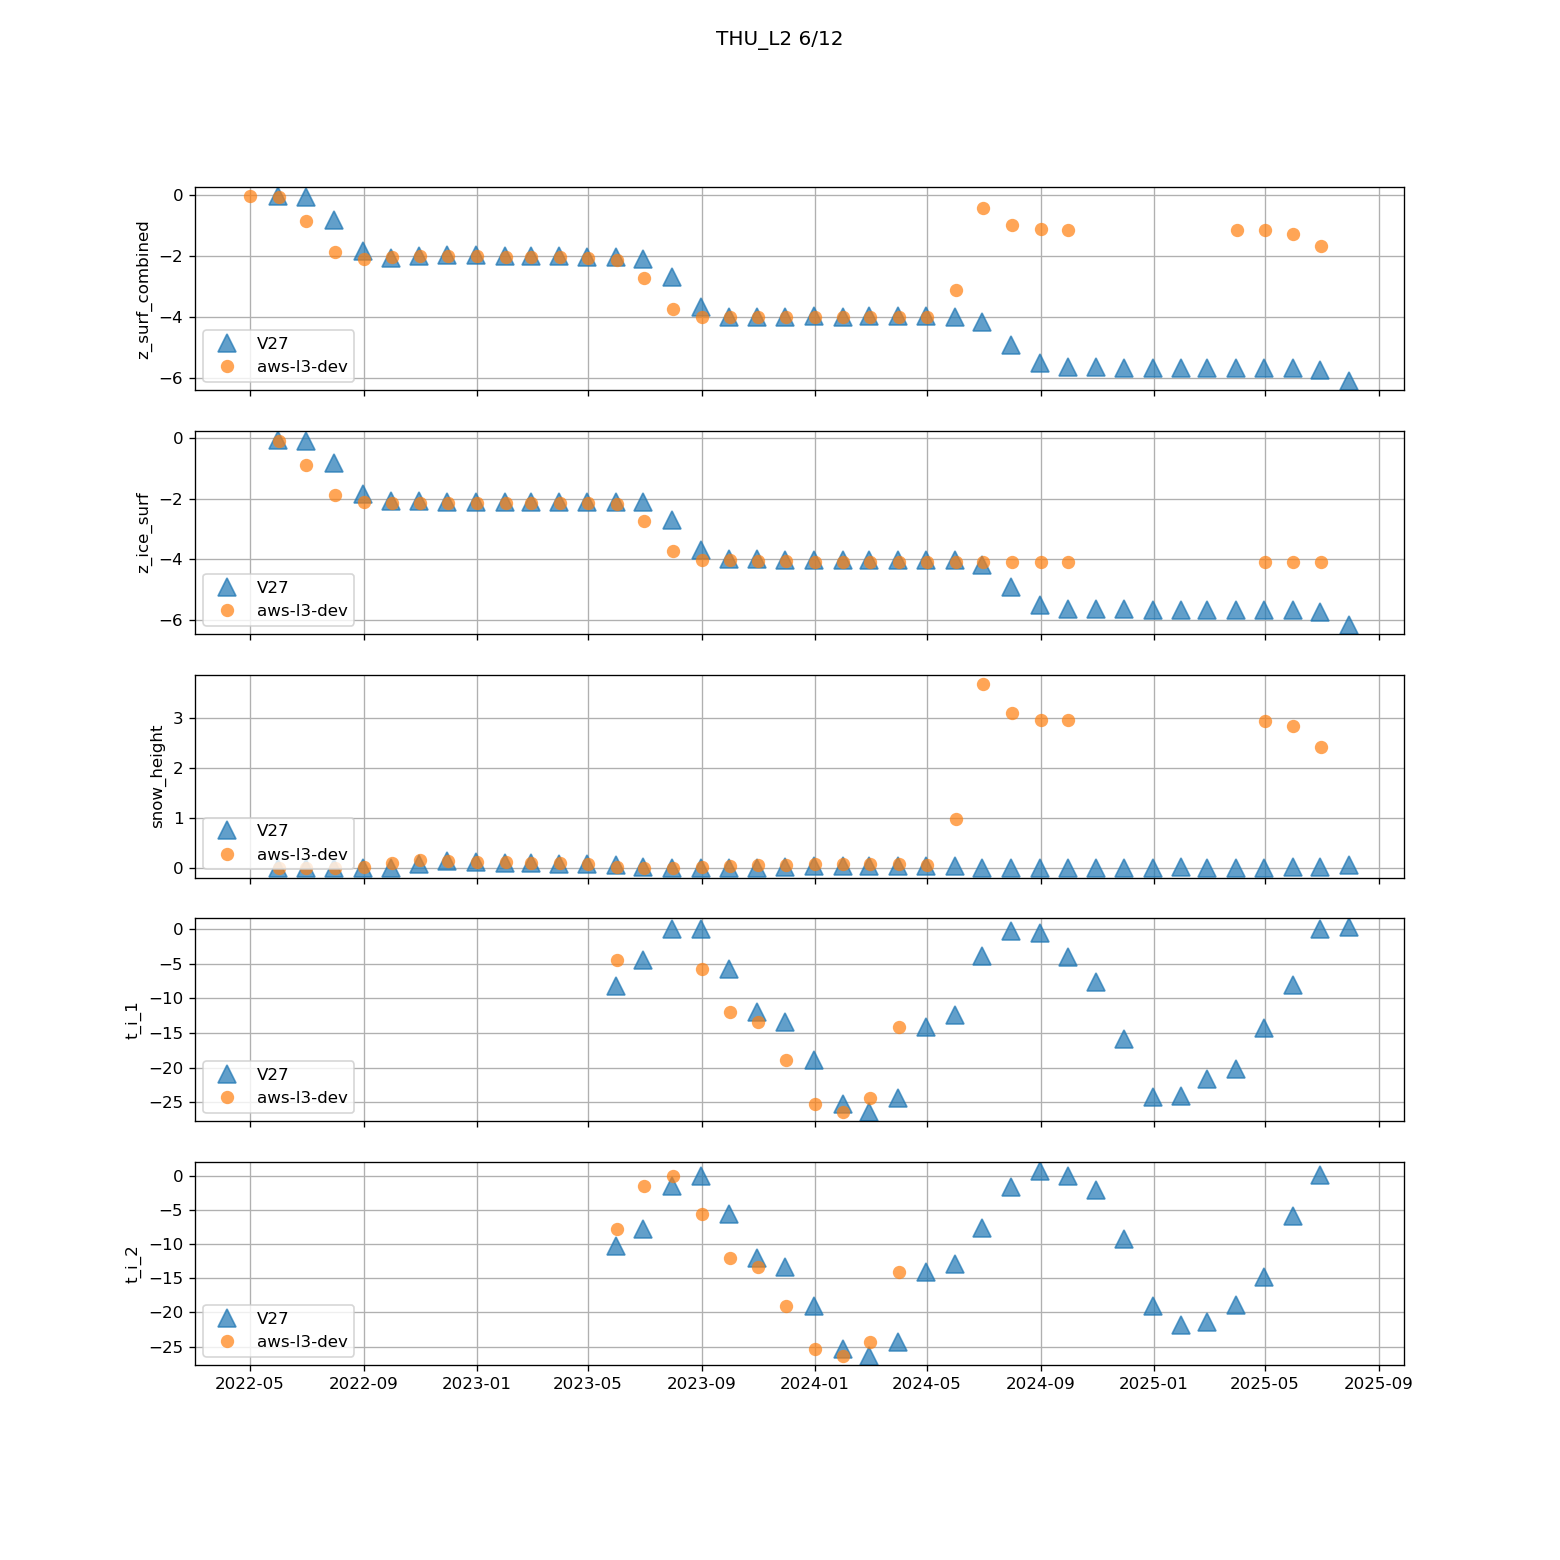 THU_L2 6/12
z_surf_combined
0
−2
−4
−6
V27
aws-l3-dev
z_ice_surf
0
−2
−4
−6
V27
aws-l3-dev
snow_height
3
2
1
0
V27
aws-l3-dev
t_i_1
0
−5
−10
−15
−20
−25
V27
aws-l3-dev
t_i_2
0
−5
−10
−15
−20
−25
V27
aws-l3-dev
2022-05 2022-09 2023-01 2023-05 2023-09 2024-01 2024-05 2024-09 2025-01 2025-05 2025-09